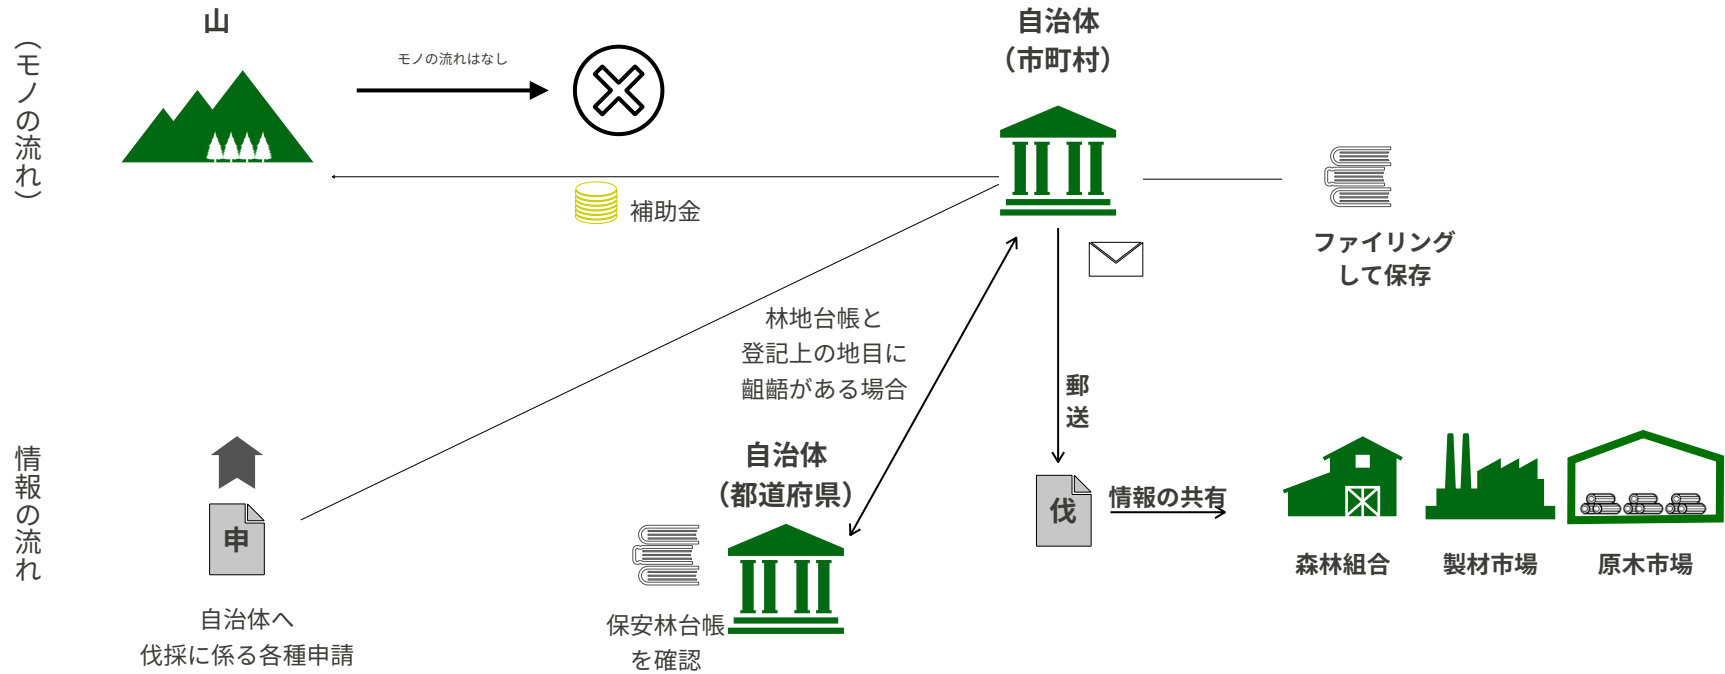 （モノの流れ）
山
モノの流れはなし
自治体
（市町村）
補助金
ファイリング
して保存
林地台帳と
登記上の地目に
齟齬がある場合
郵
送
情報の流れ
申
自治体へ
伐採に係る各種申請
自治体
（都道府県）
保安林台帳
を確認
伐
情報の共有
森林組合
製材市場
原木市場